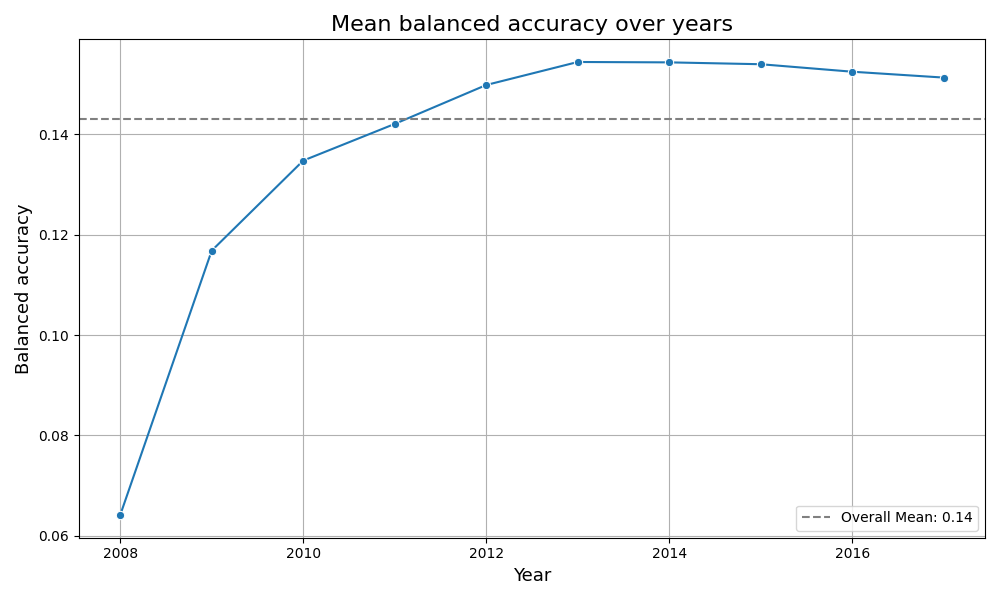 Mean balanced accuracy over years
Balanced accuracy
0.14
0.12
0.10
0.08
0.06
Overall Mean: 0.14
2008
2010
2012
2014
2016
Year